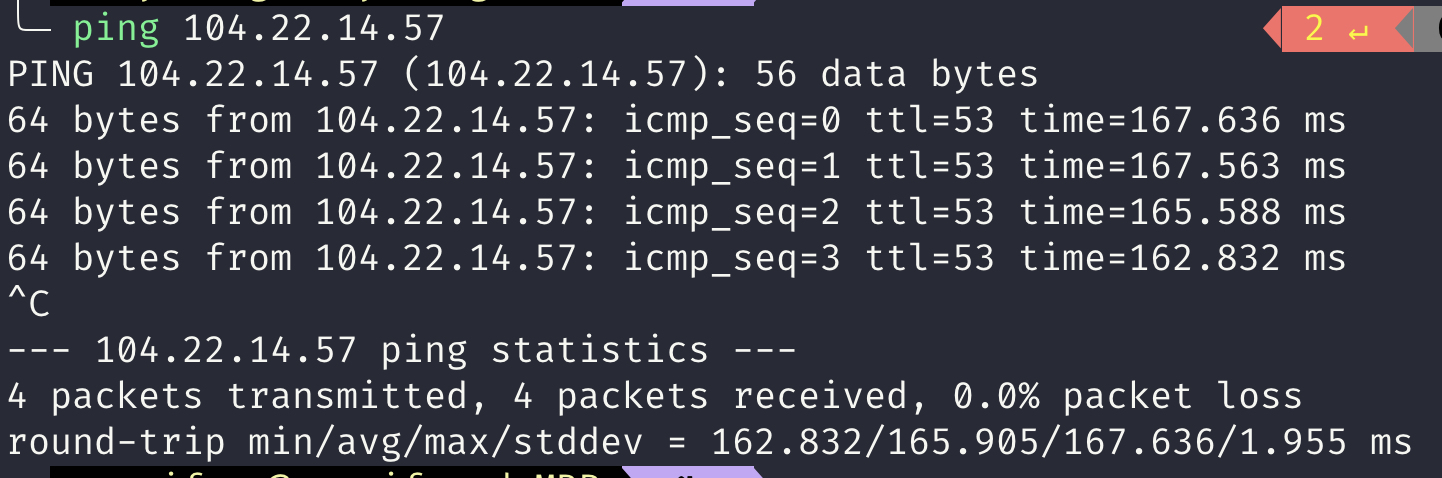 ping 104.22.14.57 2 ↵
PING 104.22.14.57 (104.22.14.57): 56 data bytes
64 bytes from 104.22.14.57: icmp_seq=0 ttl=53 time=167.636 ms
64 bytes from 104.22.14.57: icmp_seq=1 ttl=53 time=167.563 ms
64 bytes from 104.22.14.57: icmp_seq=2 ttl=53 time=165.588 ms
64 bytes from 104.22.14.57: icmp_seq=3 ttl=53 time=162.832 ms
^C
--- 104.22.14.57 ping statistics ---
4 packets transmitted, 4 packets received, 0.0% packet loss
round-trip min/avg/max/stddev = 162.832/165.905/167.636/1.955 ms